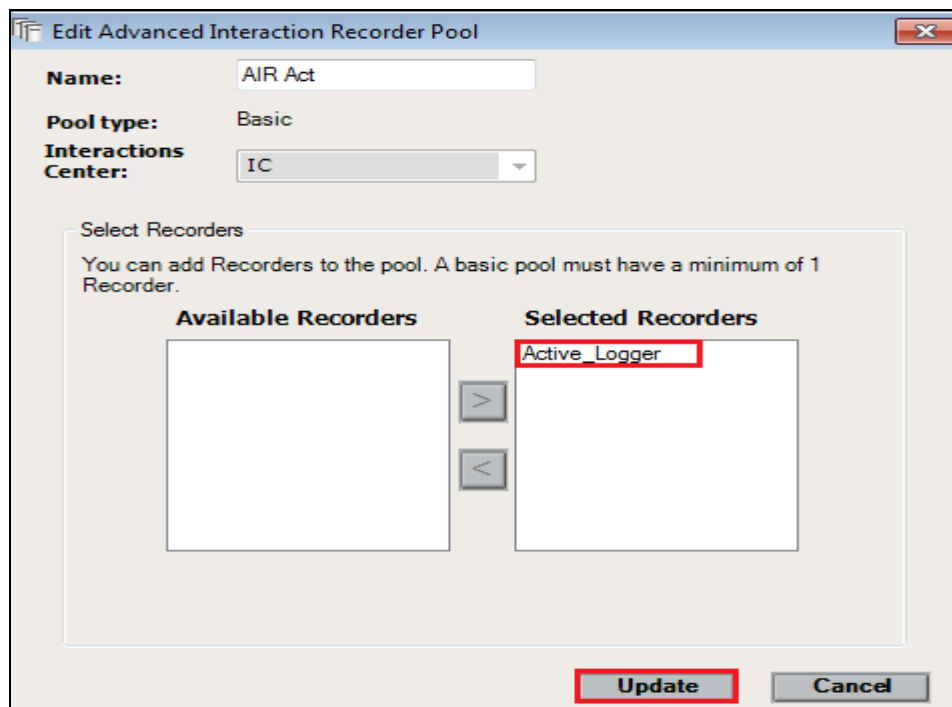 Edit Advanced Interaction Recorder Pool
Name:
AIR Act
Pool type:
Basic
Interactions
Center:
IC
Select Recorders
You can add Recorders to the pool. A basic pool must have a minimum of 1
Recorder.
Available Recorders
Selected Recorders
Active_Logger
>
<
Update
Cancel